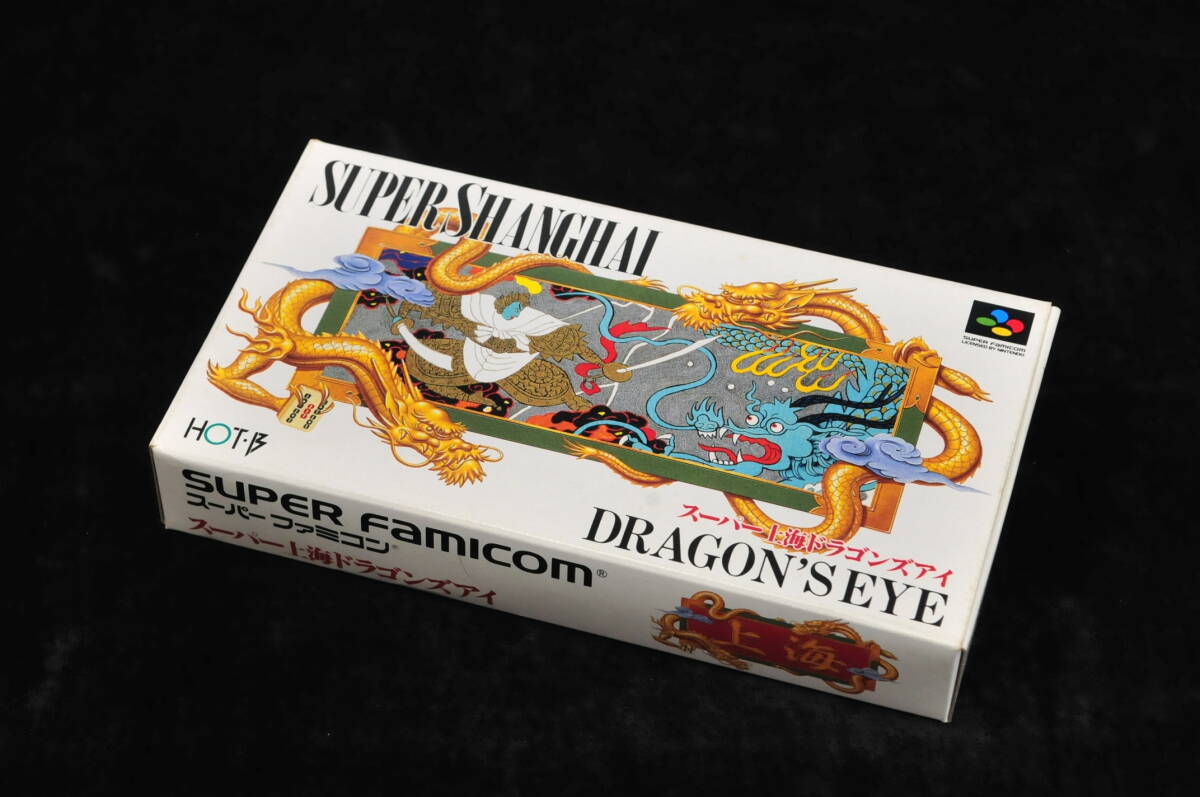 SUPER SHANGHAI
SUPER FAMICOM
LICENSED BY NINTENDO
HOT・B
スーパー上海ドラゴンズアイ
DRAGON'S EYE
SUPER FAMICOM®
スーパー ファミコン®
スーパー上海ドラゴンズアイ
上海